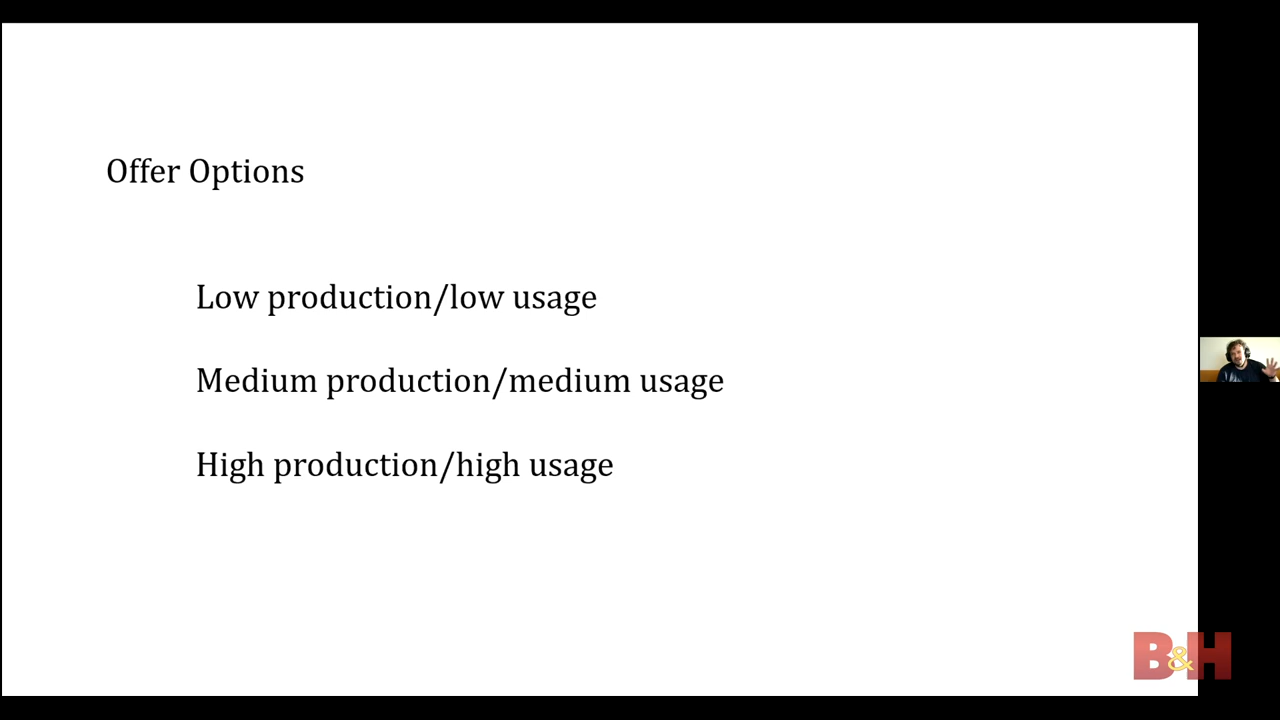 Offer Options
Low production/low usage
Medium production/medium usage
High production/high usage
B&H